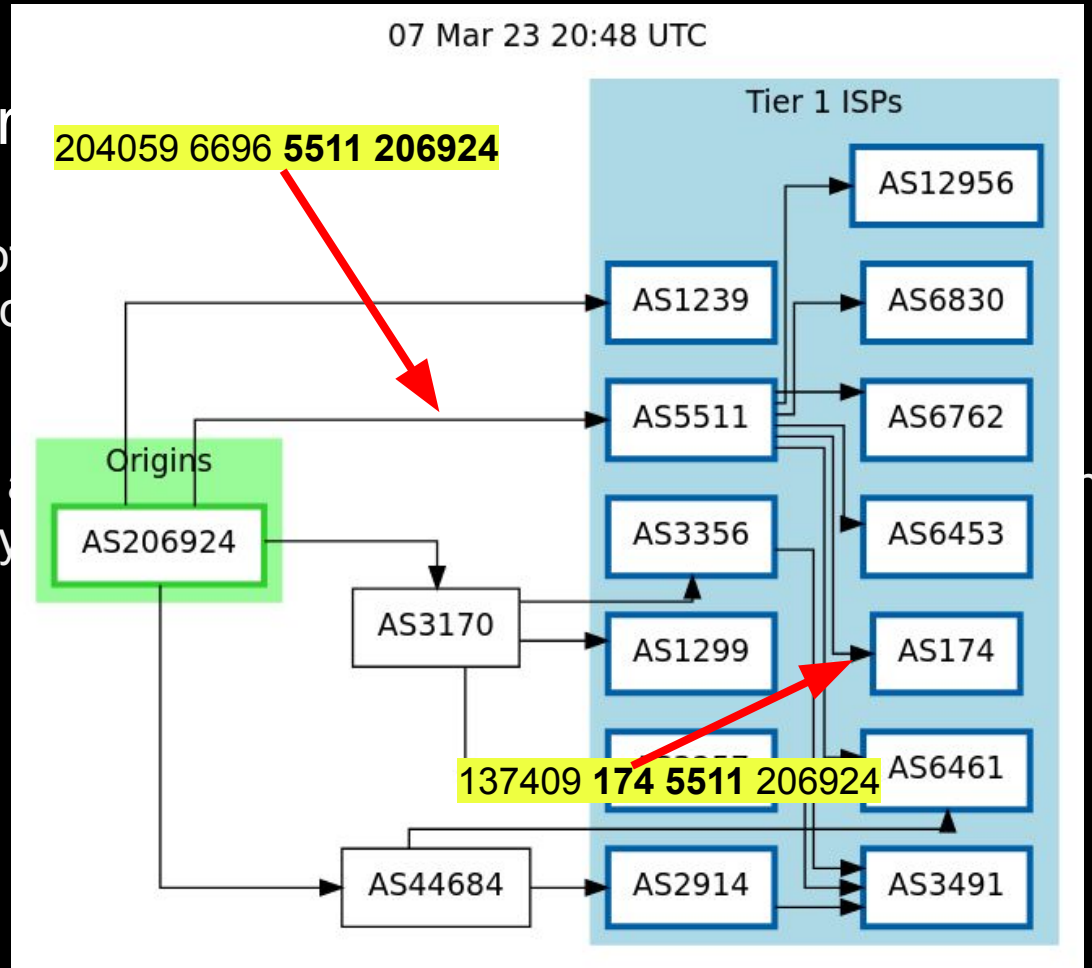 07 Mar 23 20:48 UTC
Tier 1 ISPs
204059 6696 5511 206924
AS12956
AS1239
AS6830
AS5511
AS6762
Origins
AS206924
AS3356
AS6453
AS3170
AS1299
AS174
137409 174 5511 206924
AS6461
AS44684
AS2914
AS3491